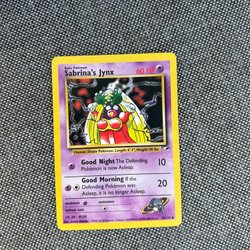 Basic Pokémon
Sabrina's Jynx 60 HP
Human Shape Pokémon. Length: 4' 7", Weight: 90 lbs.
Good Night The Defending
Pokémon is now Asleep. 10
Good Morning If the
Defending Pokémon was
Asleep, it is no longer Asleep. 20
weakness resistance